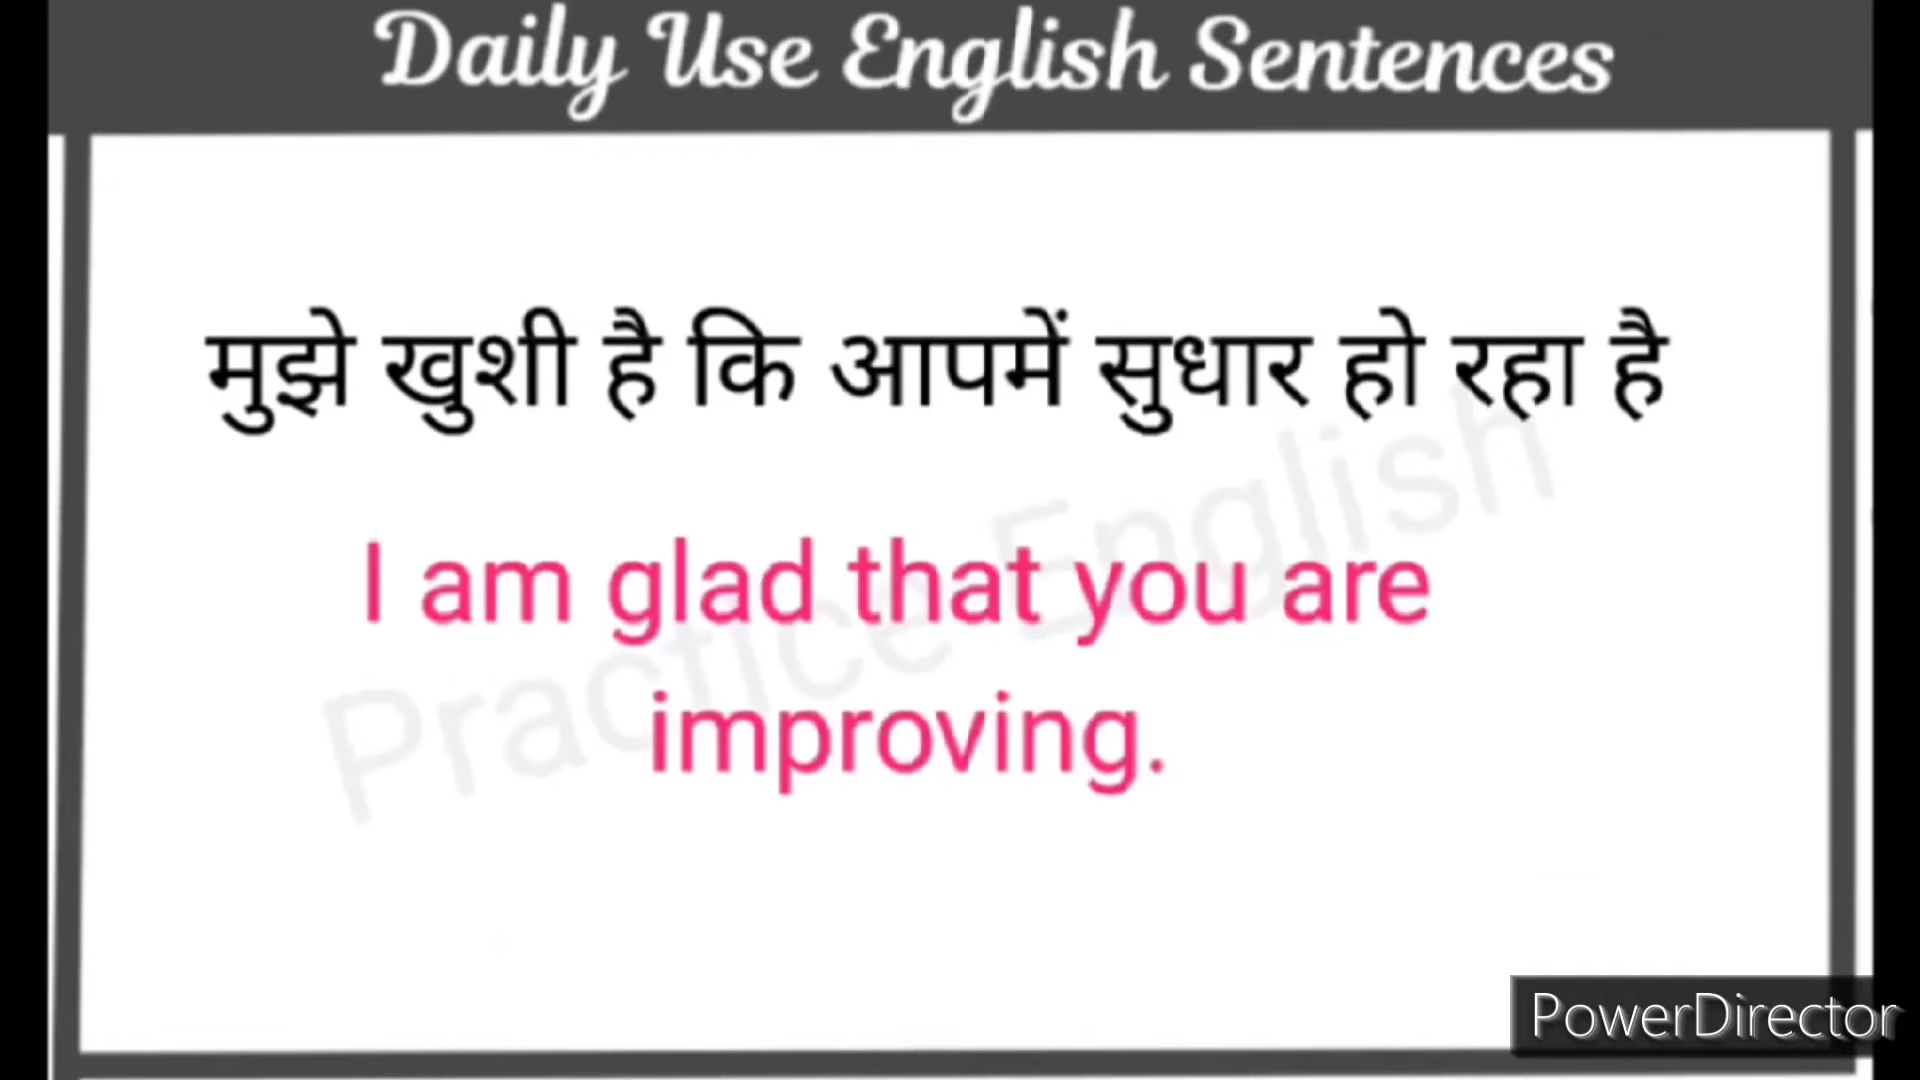 Daily Use English Sentences
मुझे खुशी है कि आपमें सुधार हो रहा है
I am glad that you are
improving.
Practice English
PowerDirector